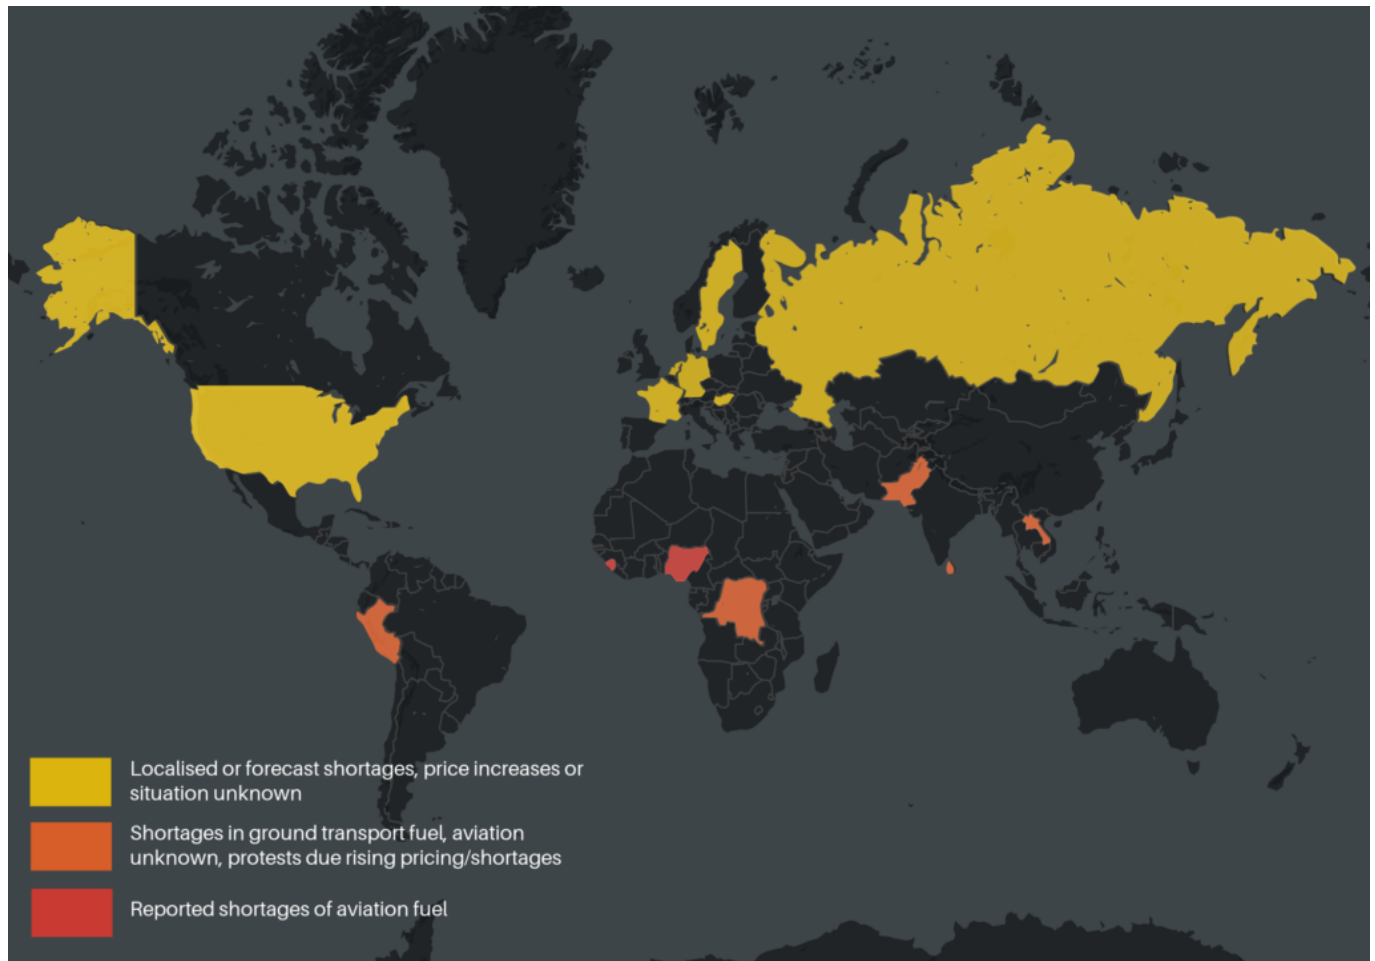 Localised or forecast shortages, price increases or
situation unknown
Shortages in ground transport fuel, aviation
unknown, protests due rising pricing/shortages
Reported shortages of aviation fuel